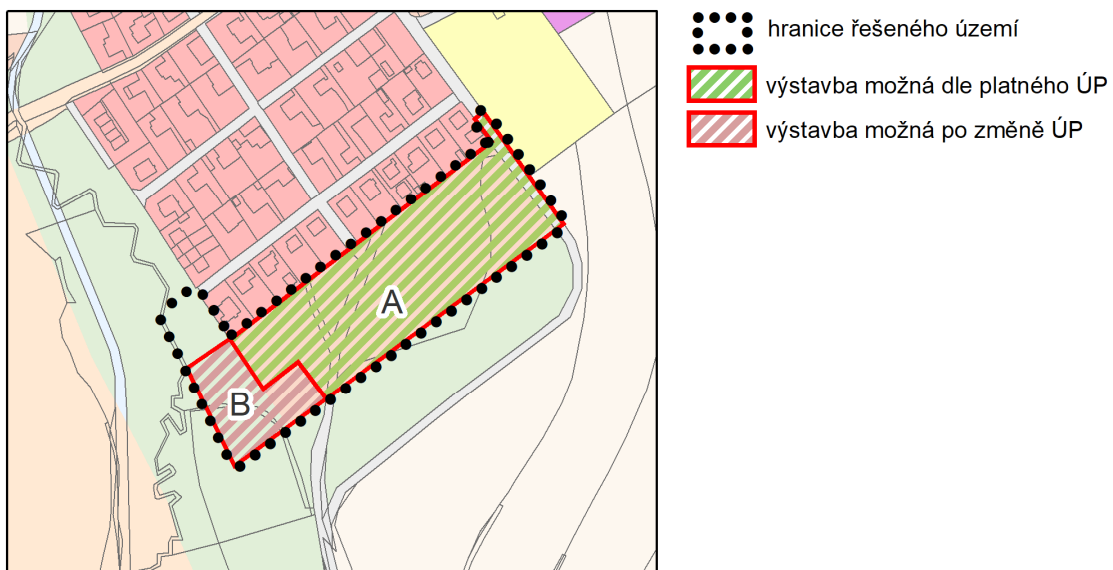 hranice řešeného území
výstavba možná dle platného ÚP
výstavba možná po změně ÚP
A
B